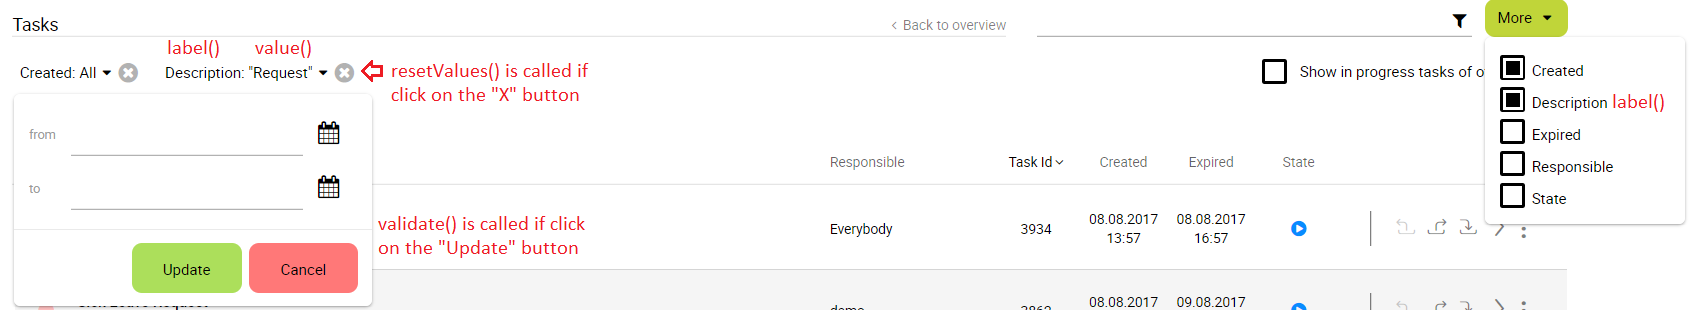 Tasks
< Back to overview
More
label() value()
Created: All Description: "Request"
resetValues() is called if
click on the "X" button
Show in progress tasks of o
Created
Description label()
Expired
Responsible
State
from
to
Responsible Task Id Created Expired State
validate() is called if click
on the "Update" button
Everybody 3934 08.08.2017 08.08.2017
13:57 16:57
Update Cancel
08.08.2017 09.08.2017